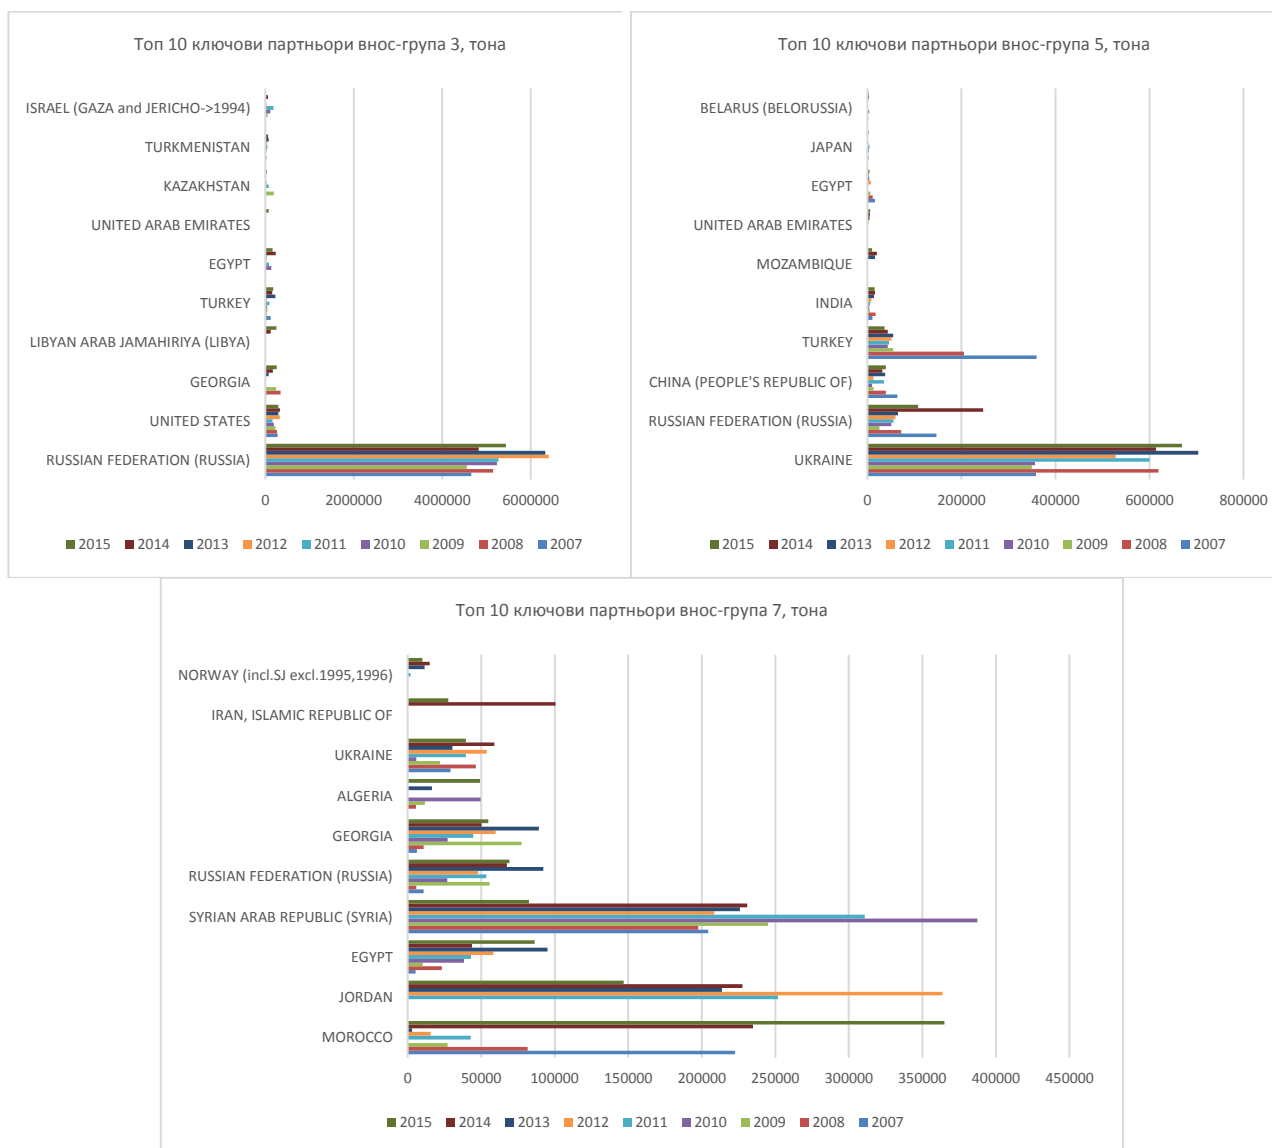 Топ 10 ключови партньори внос-група 3, тона
ISRAEL (GAZA and JERICHO->1994)
TURKMENISTAN
KAZAKHSTAN
UNITED ARAB EMIRATES
EGYPT
TURKEY
LIBYAN ARAB JAMAHIRIYA (LIBYA)
GEORGIA
UNITED STATES
RUSSIAN FEDERATION (RUSSIA)
0 2000000 4000000 6000000
2015 2014 2013 2012 2011 2010 2009 2008 2007
Топ 10 ключови партньори внос-група 5, тона
BELARUS (BELORUSSIA)
JAPAN
EGYPT
UNITED ARAB EMIRATES
MOZAMBIQUE
INDIA
TURKEY
CHINA (PEOPLE'S REPUBLIC OF)
RUSSIAN FEDERATION (RUSSIA)
UKRAINE
0 200000 400000 600000 800000
2015 2014 2013 2012 2011 2010 2009 2008 2007
Топ 10 ключови партньори внос-група 7, тона
NORWAY (incl.SJ excl.1995,1996)
IRAN, ISLAMIC REPUBLIC OF
UKRAINE
ALGERIA
GEORGIA
RUSSIAN FEDERATION (RUSSIA)
SYRIAN ARAB REPUBLIC (SYRIA)
EGYPT
JORDAN
MOROCCO
0 50000 100000 150000 200000 250000 300000 350000 400000 450000
2015 2014 2013 2012 2011 2010 2009 2008 2007